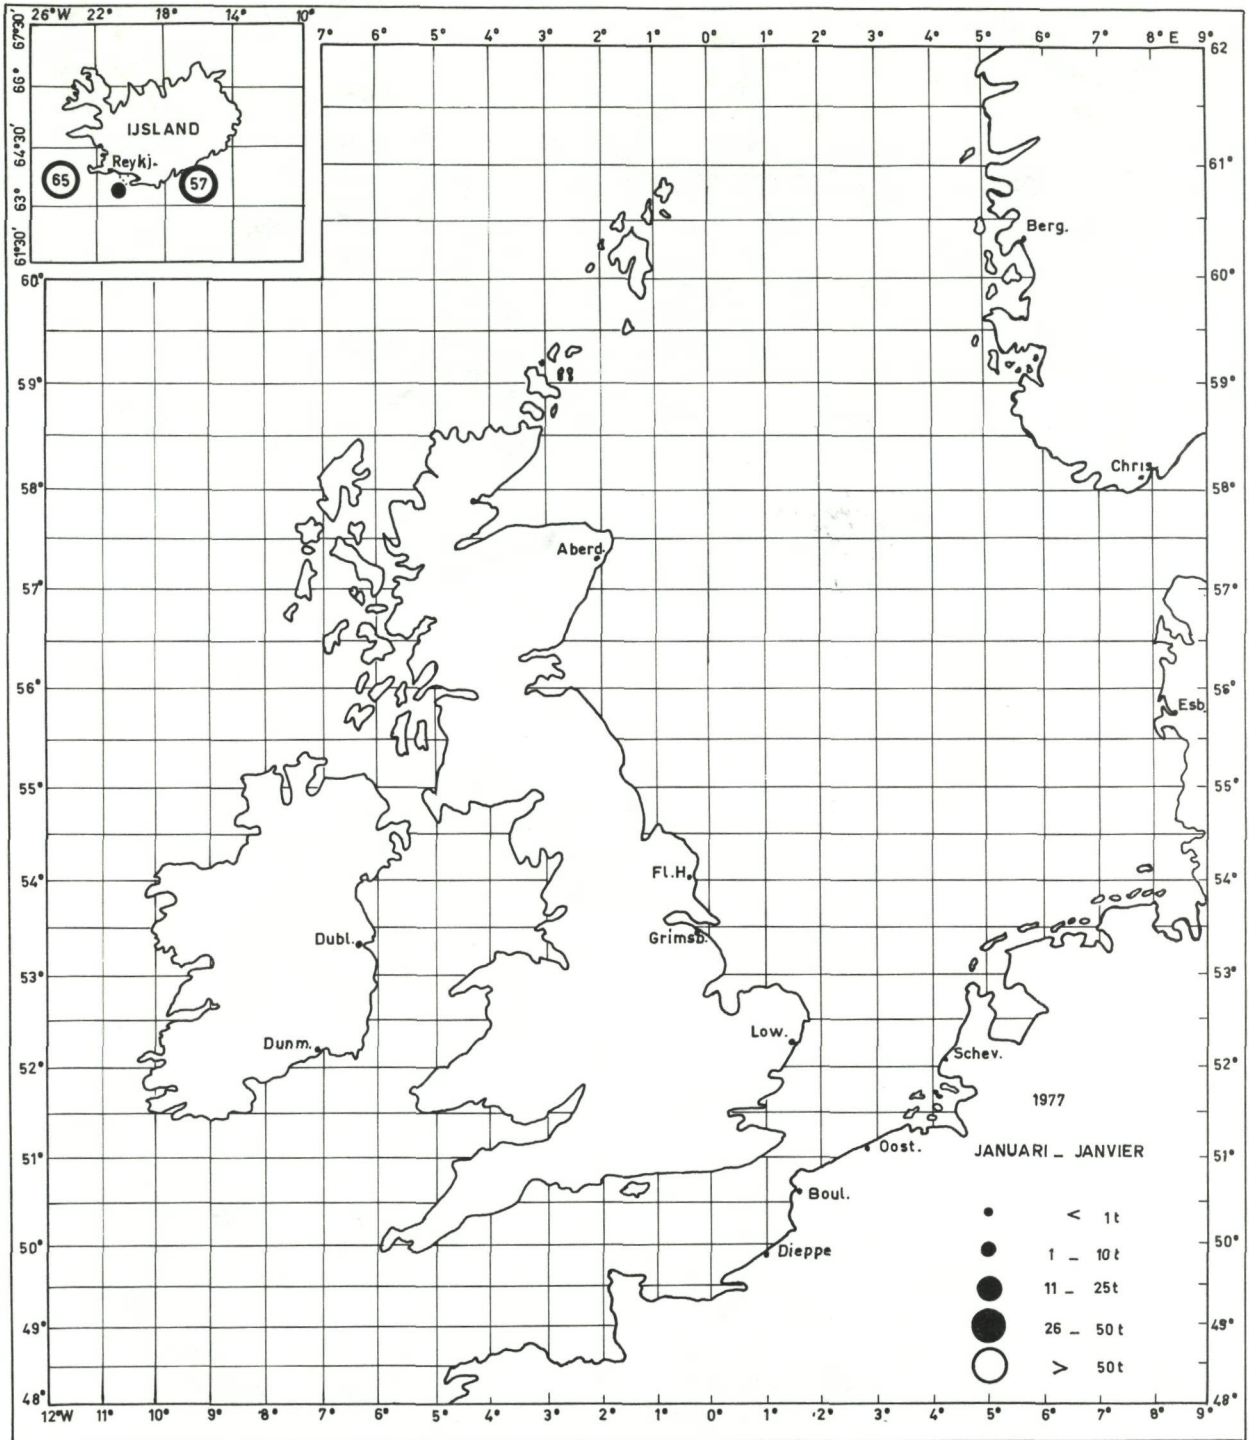 26°W 22° 18° 14° 10°
67°30' 66° 64°30' 63° 61°30'
IJSLAND
Reykj.
65
57
7° 6° 5° 4° 3° 2° 1° 0° 1° 2° 3° 4° 5° 6° 7° 8° E 9°
62
61°
Berg.
60° 60°
59° 59°
Chris
58° 58°
Aberd.
57° 57°
56° 56°
Esb
55° 55°
Fl.H.
54° 54°
Dubl.
Grimsb.
53° 53°
Low.
Dunm.
Schev.
52° 52°
1977
Oost.
JANUARI _ JANVIER
51° 51°
Boul.
< 1t
50° 50°
Dieppe
1 _ 10t
11 _ 25t
49° 49°
26 _ 50t
> 50t
48° 48°
12°W 11° 10° 9° 8° 7° 6° 5° 4° 3° 2° 1° 0° 1° 2° 3° 4° 5° 6° 7° 8° 9°